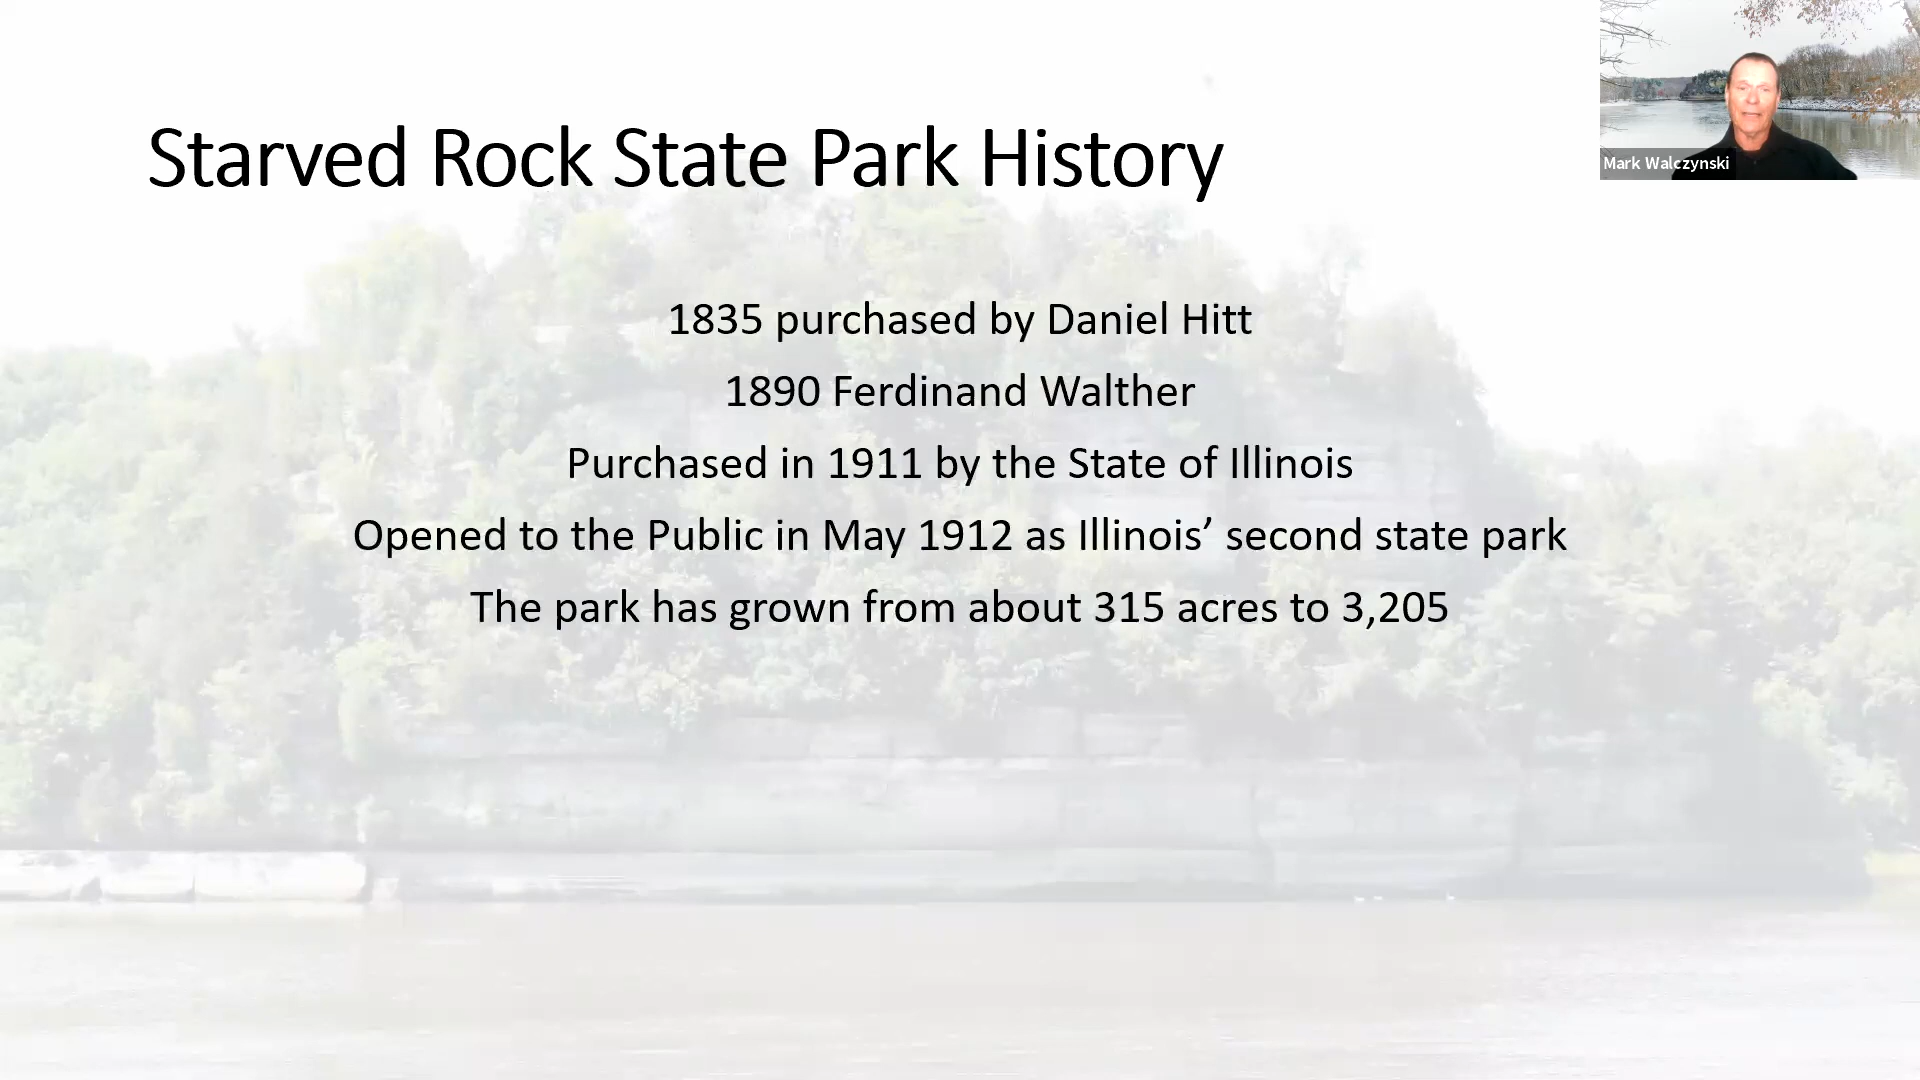 Starved Rock State Park History
Mark Walczynski
1835 purchased by Daniel Hitt
1890 Ferdinand Walther
Purchased in 1911 by the State of Illinois
Opened to the Public in May 1912 as Illinois’ second state park
The park has grown from about 315 acres to 3,205